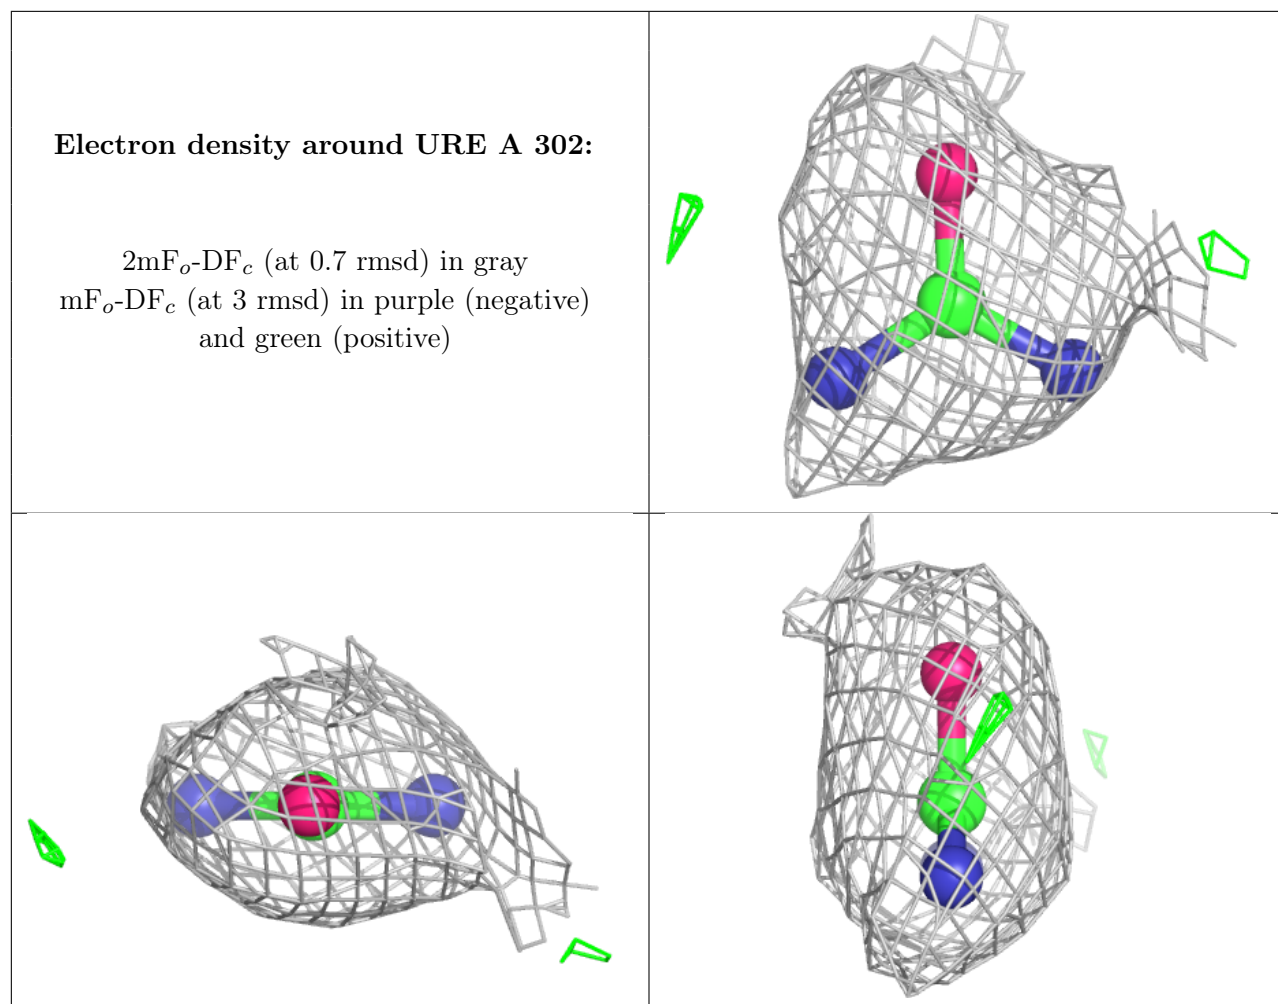 Electron density around URE A 302:
2mFo-DFc (at 0.7 rmsd) in gray
mFo-DFc (at 3 rmsd) in purple (negative)
and green (positive)